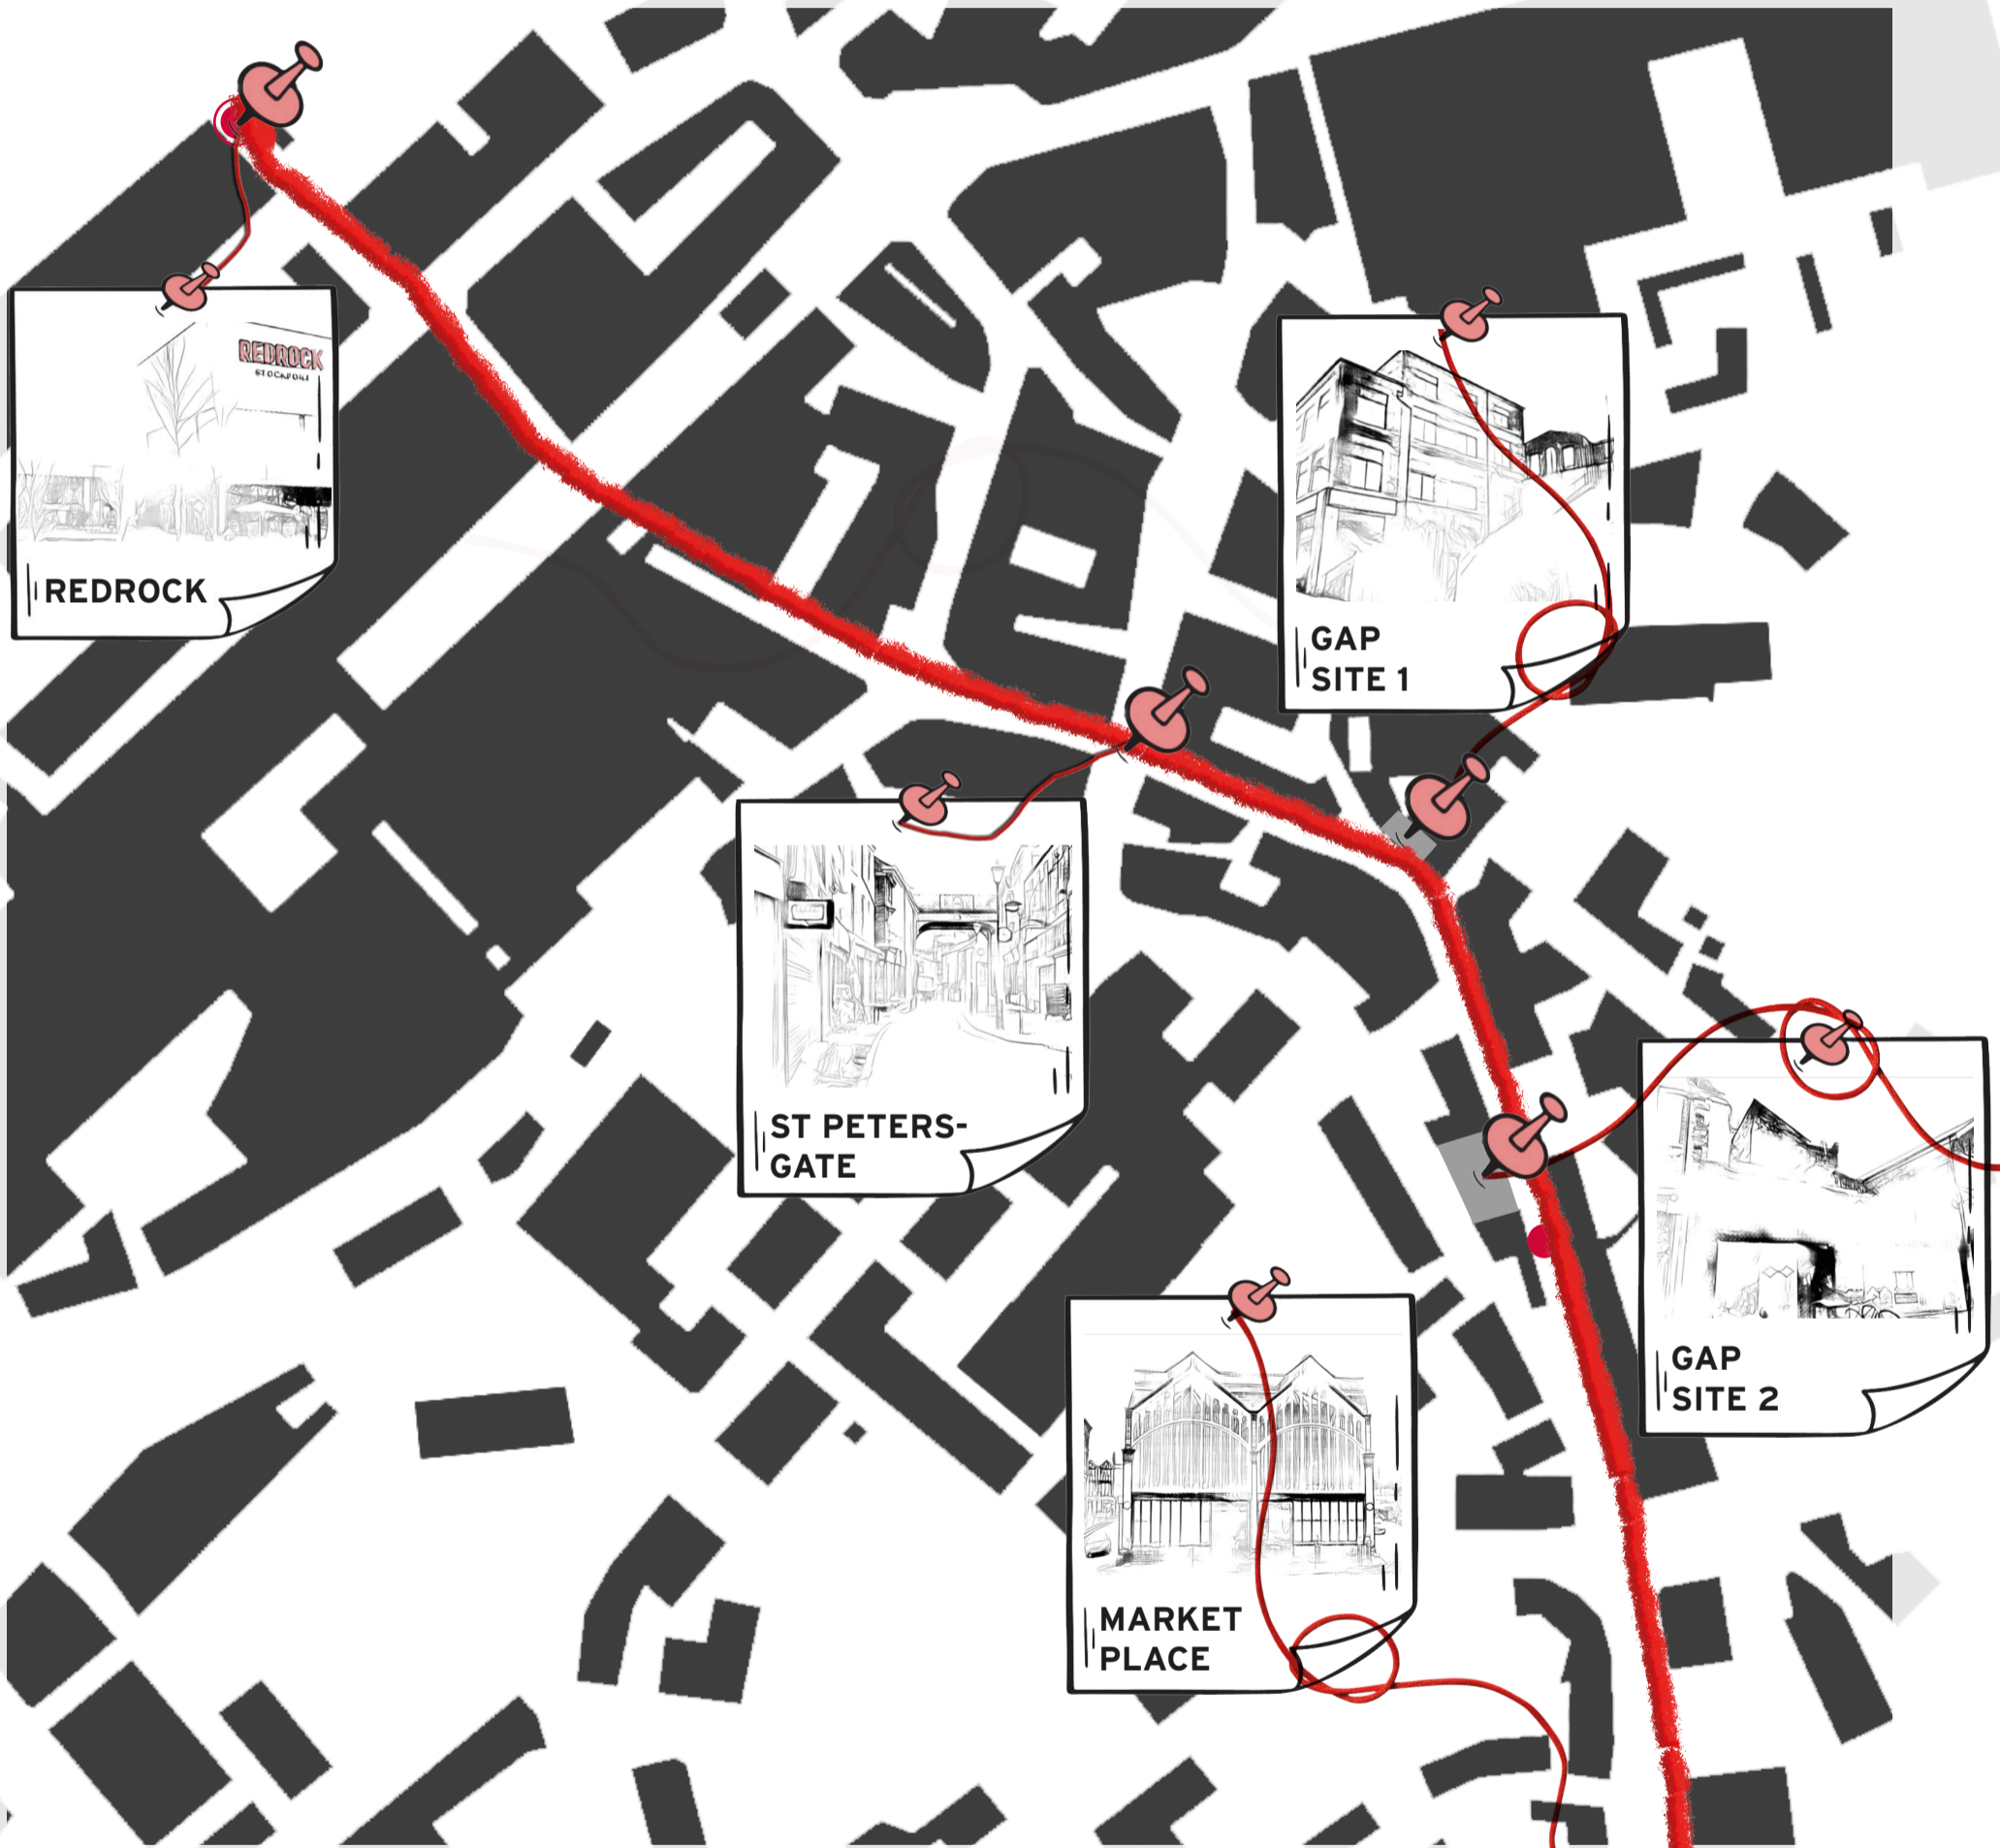 REDROCK
STOCKPORT
REDROCK
GAP
SITE 1
ST PETERS-
GATE
GAP
SITE 2
MARKET
PLACE